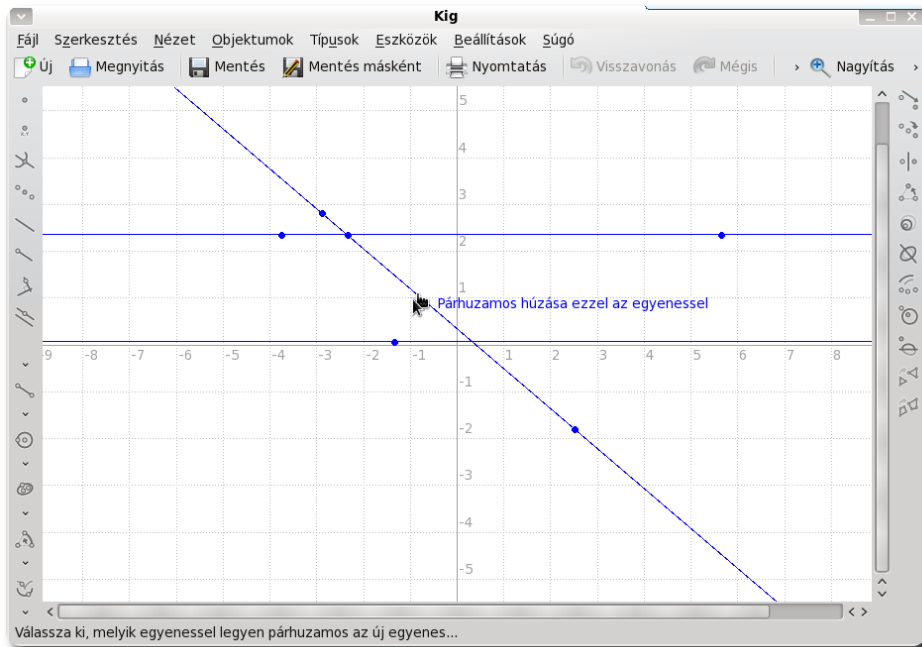 Kig
Fájl Szerkesztés Nézet Objektumok Típusok Eszközök Beállítások Súgó
Új Megnyitás Mentés Mentés másként Nyomtatás Visszavonás Mégis Nagyítás
5
4
3
2
1
Párhuzamos húzása ezzel az egyenessel
-9 -8 -7 -6 -5 -4 -3 -2 -1 1 2 3 4 5 6 7 8
-1
-2
-3
-4
-5
Válassza ki, melyik egyenessel legyen párhuzamos az új egyenes...